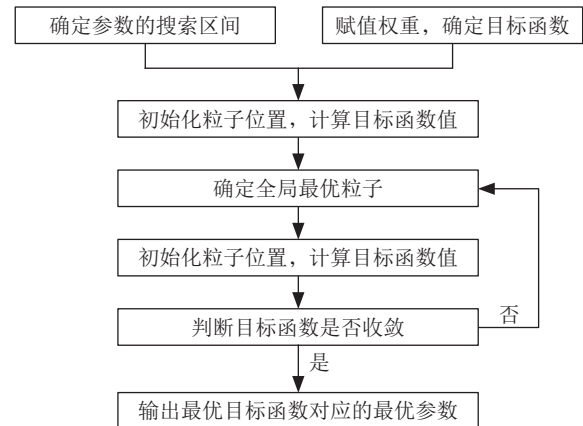 确定参数的搜索区间
赋值权重，确定目标函数
初始化粒子位置，计算目标函数值
确定全局最优粒子
初始化粒子位置，计算目标函数值
判断目标函数是否收敛
否
是
输出最优目标函数对应的最优参数